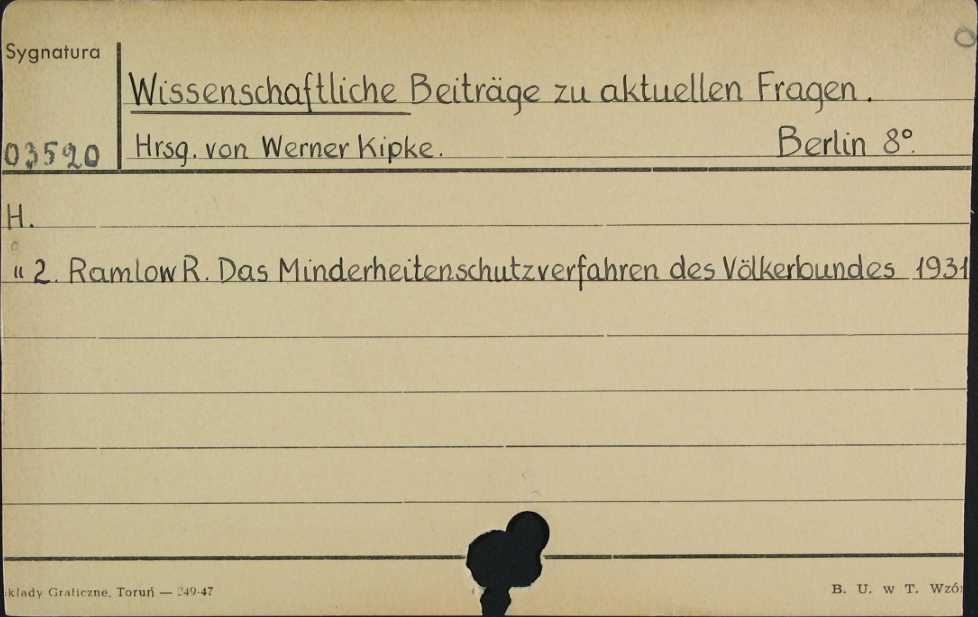 Sygnatura
Wissenschaftliche Beiträge zu aktuellen Fragen.
03520 Hrsg. von Werner Kipke. Berlin 8°.
H.
" 2. Ramlow R. Das Minderheitenschutzverfahren des Völkerbundes 1931
kłady Graficzne, Toruń — 249-47
B. U. w T. Wzór